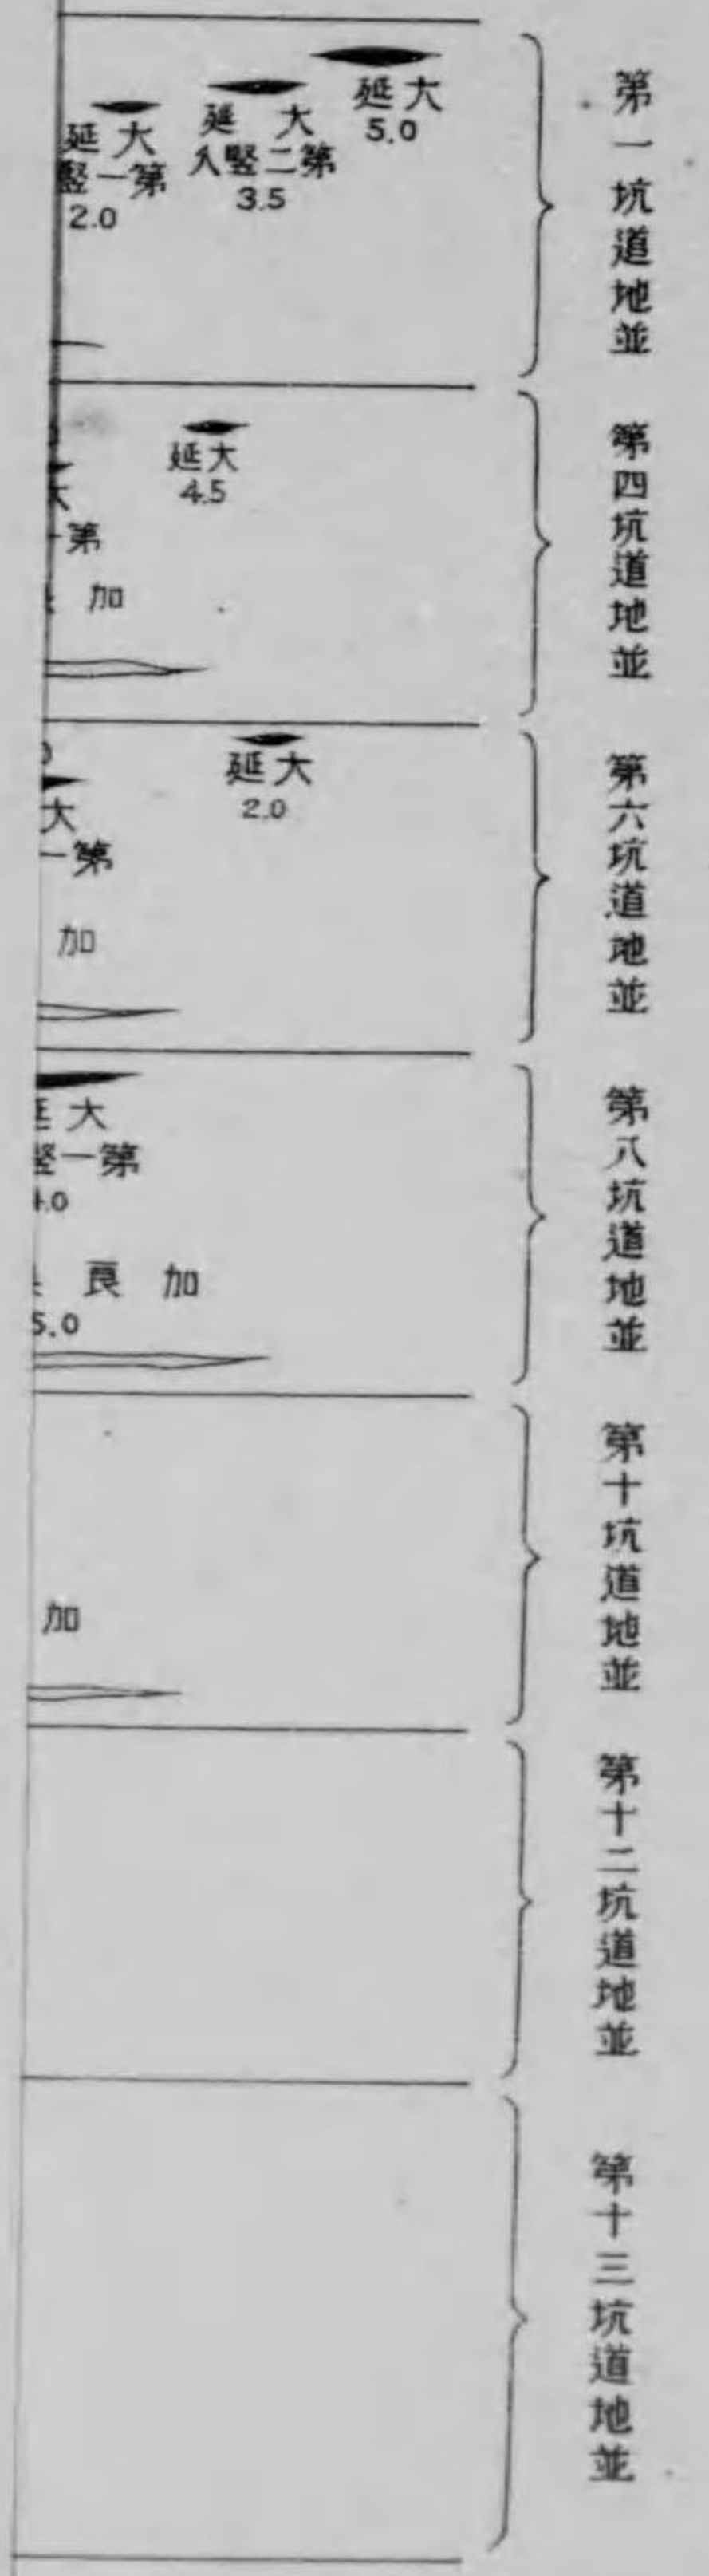 第一坑道地並
大延
5.0
大延
第二竪入
3.5
大延
第一竪
2.0
第四坑道地並
大延
4.5
大
第一
加
第六坑道地並
大延
2.0
大
第一
加
第八坑道地並
大延
第一竪
加良
5.0
第十坑道地並
加
第十二坑道地並
第十三坑道地並